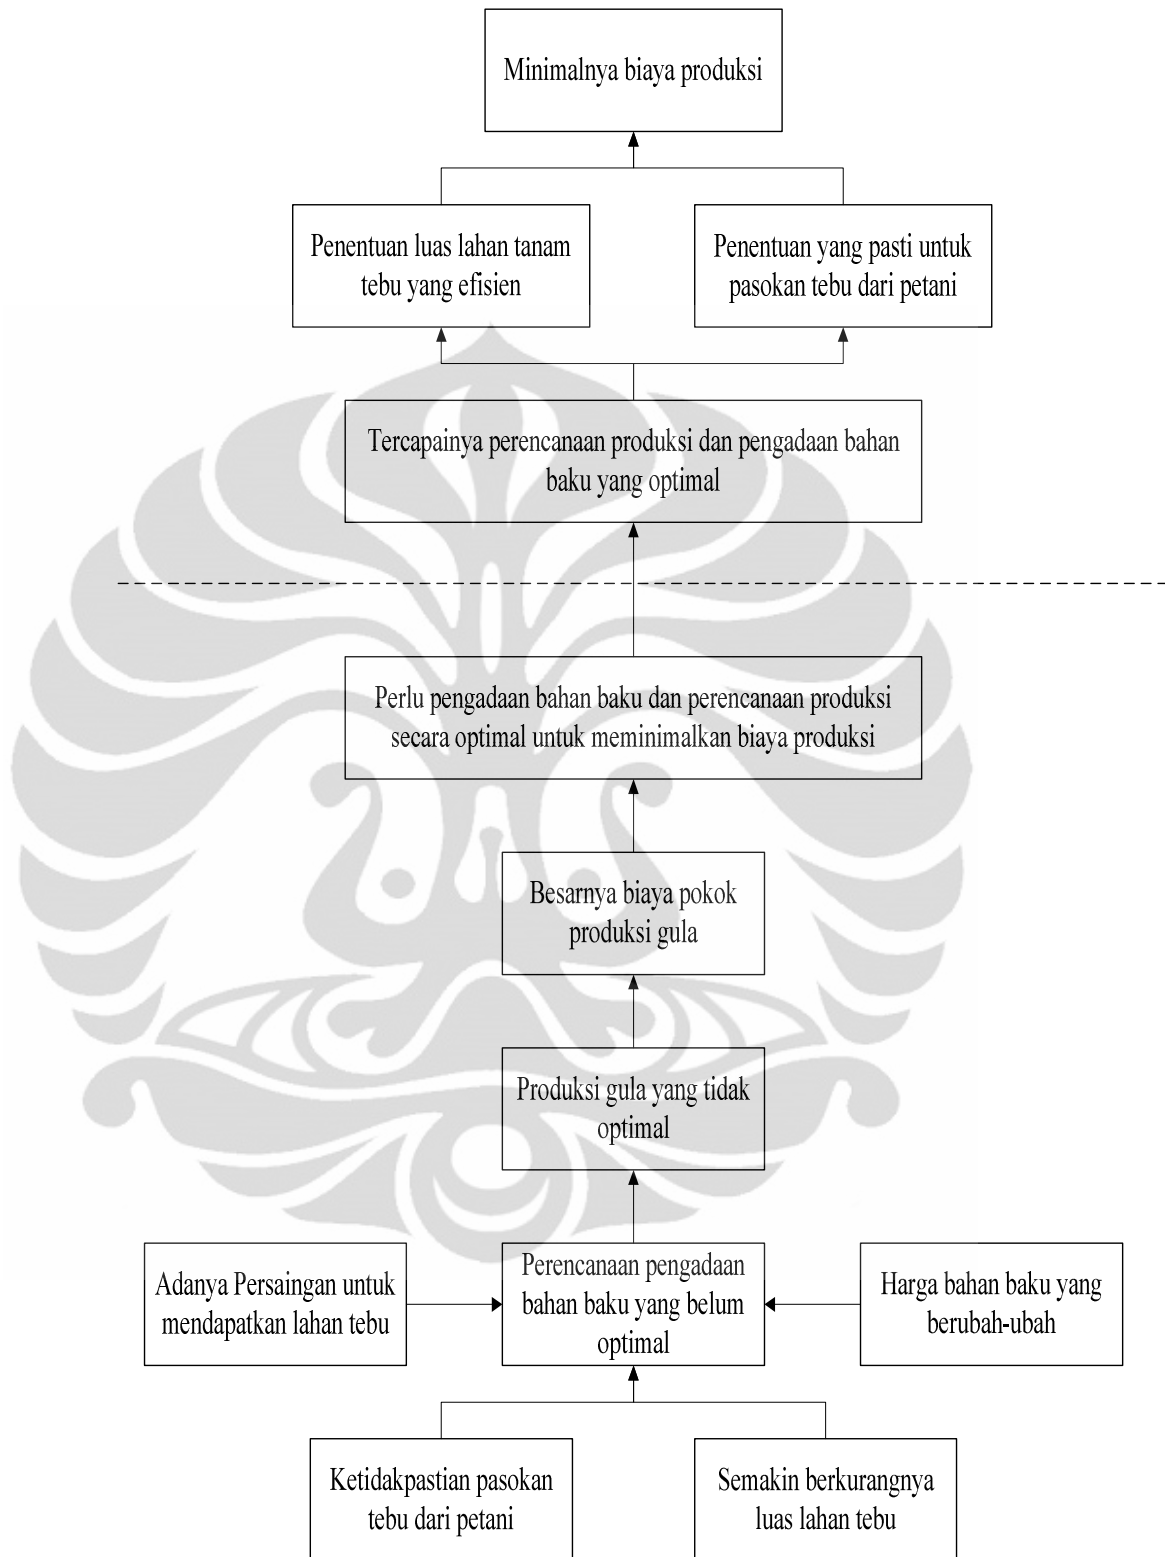 Minimalnya biaya produksi
Penentuan luas lahan tanam
tebu yang efisien
Penentuan yang pasti untuk
pasokan tebu dari petani
Tercapainya perencanaan produksi dan pengadaan bahan
baku yang optimal
Perlu pengadaan bahan baku dan perencanaan produksi
secara optimal untuk meminimalkan biaya produksi
Besarnya biaya pokok
produksi gula
Produksi gula yang tidak
optimal
Adanya Persaingan untuk
mendapatkan lahan tebu
Perencanaan pengadaan
bahan baku yang belum
optimal
Harga bahan baku yang
berubah-ubah
Ketidakpastian pasokan
tebu dari petani
Semakin berkurangnya
luas lahan tebu